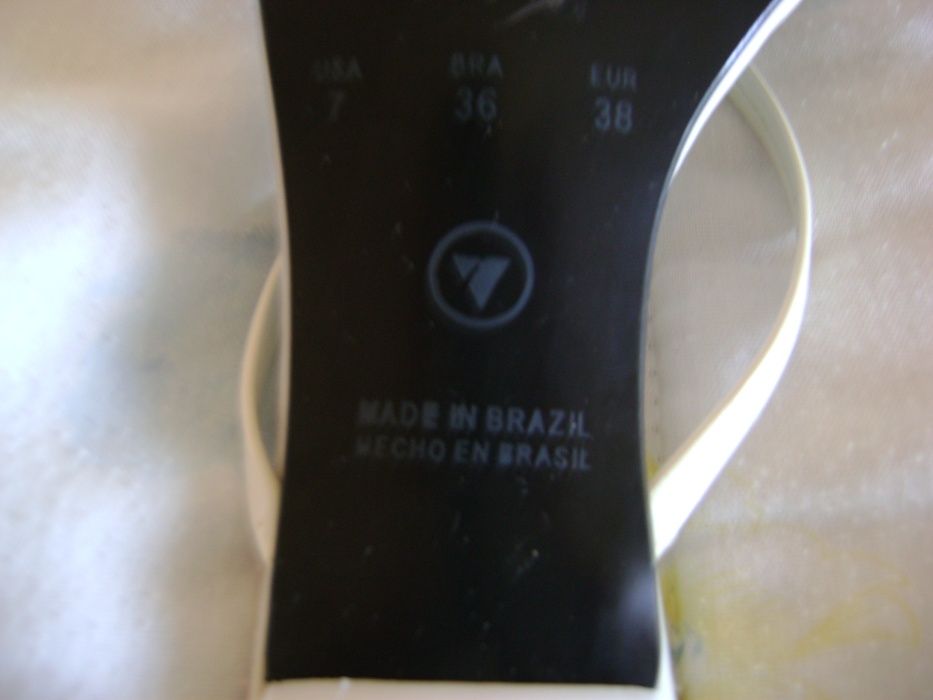 USA BRA EUR
7 36 38
MADE IN BRAZIL
HECHO EN BRASIL